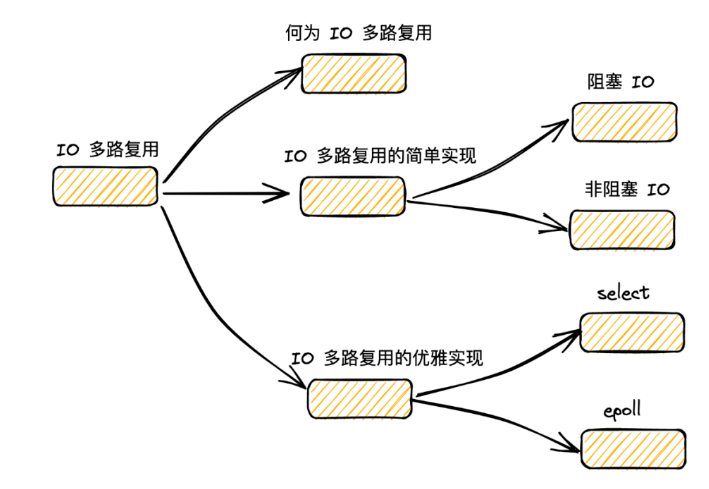 何为 IO 多路复用
阻塞 IO
IO 多路复用
IO 多路复用的简单实现
非阻塞 IO
select
IO 多路复用的优雅实现
epoll